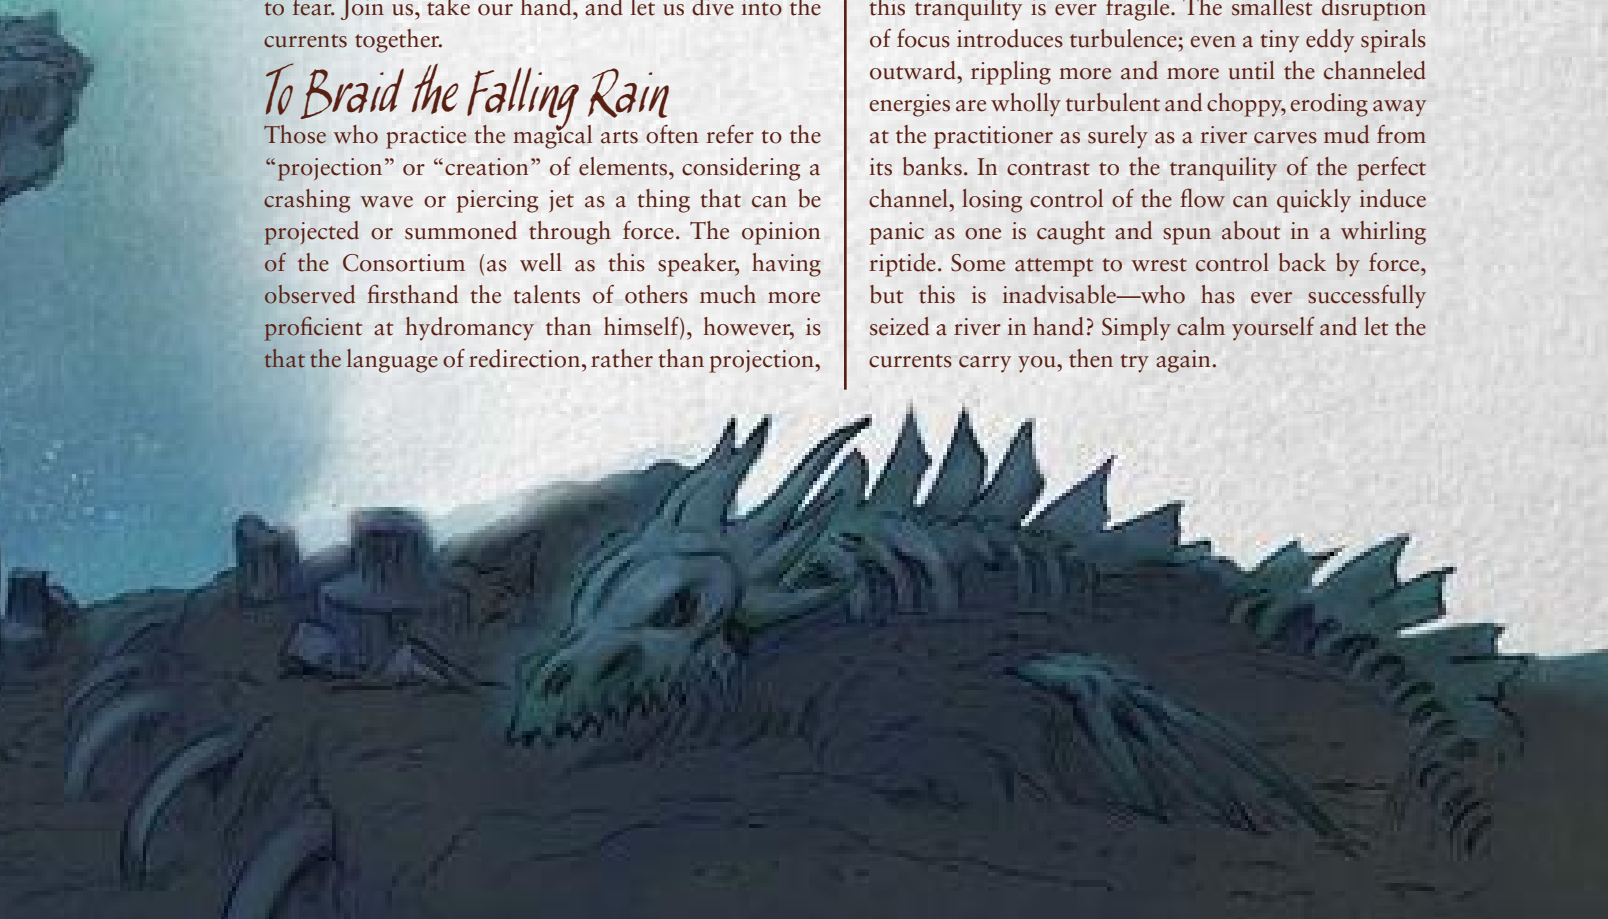 to fear. Join us, take our hand, and let us dive into the
currents together.
To Braid the Falling Rain
Those who practice the magical arts often refer to the
“projection” or “creation” of elements, considering a
crashing wave or piercing jet as a thing that can be
projected or summoned through force. The opinion
of the Consortium (as well as this speaker, having
observed firsthand the talents of others much more
proficient at hydromancy than himself), however, is
that the language of redirection, rather than projection,
this tranquility is ever fragile. The smallest disruption
of focus introduces turbulence; even a tiny eddy spirals
outward, rippling more and more until the channeled
energies are wholly turbulent and choppy, eroding away
at the practitioner as surely as a river carves mud from
its banks. In contrast to the tranquility of the perfect
channel, losing control of the flow can quickly induce
panic as one is caught and spun about in a whirling
riptide. Some attempt to wrest control back by force,
but this is inadvisable—who has ever successfully
seized a river in hand? Simply calm yourself and let the
currents carry you, then try again.